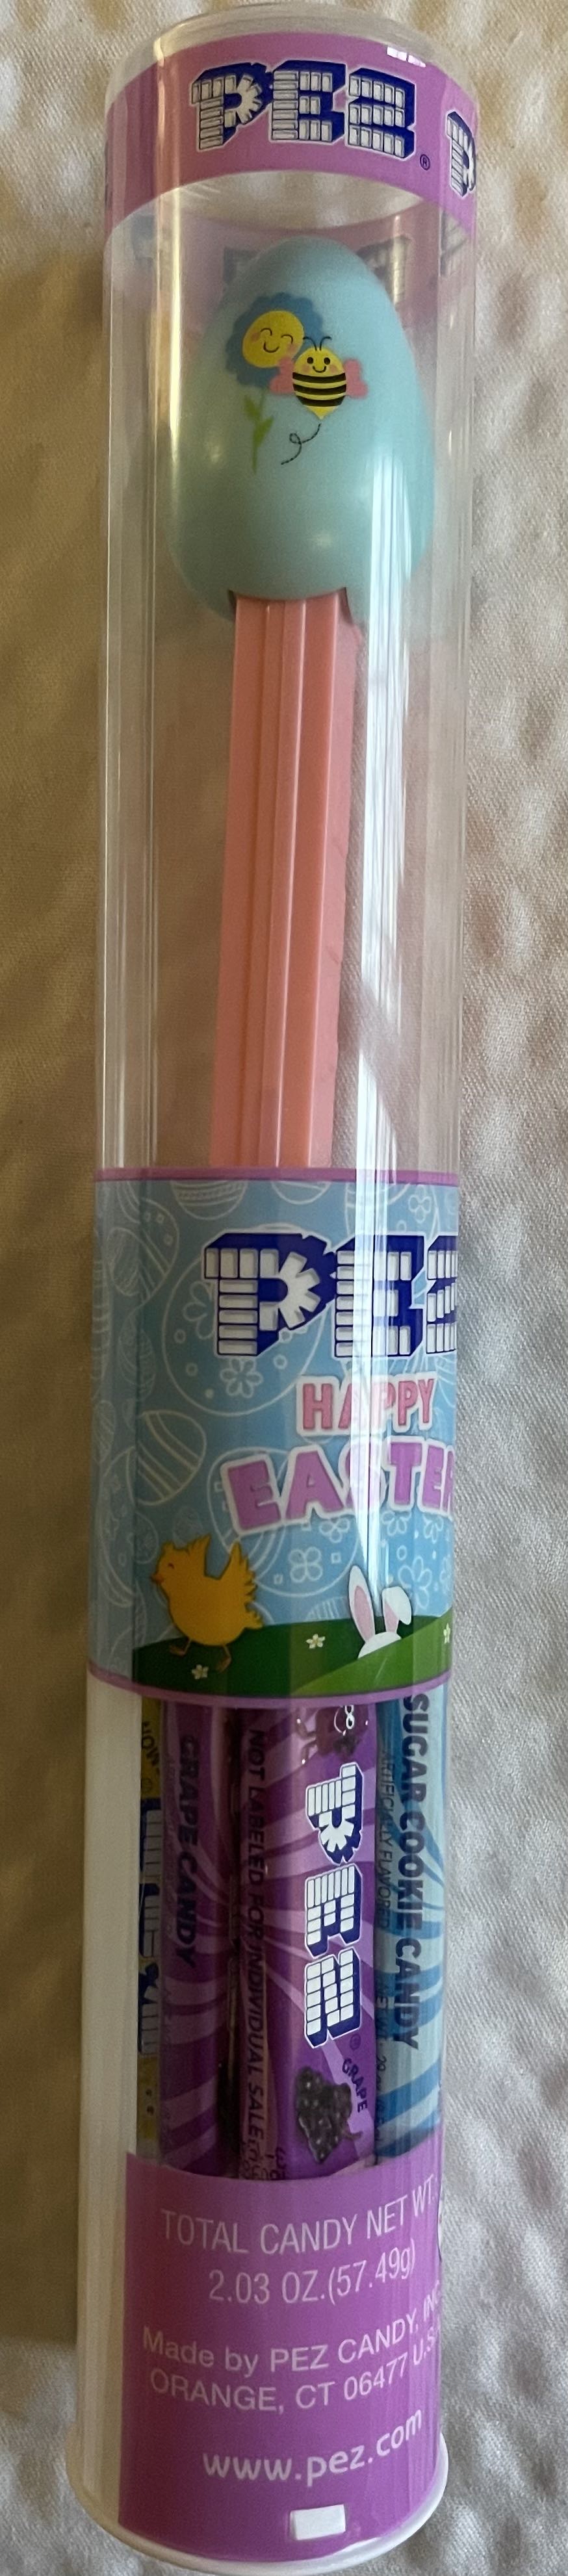 PEZ®
PEZ
HAPPY
EASTER
GRAPE CANDY
NOT LABELED FOR INDIVIDUAL SALE
PEZ®
GRAPE
SUGAR COOKIE CANDY
ARTIFICIALLY FLAVORED
TOTAL CANDY NET WT:
2.03 OZ.(57.49g)
Made by PEZ CANDY, INC
ORANGE, CT 06477 U.S.
www.pez.com